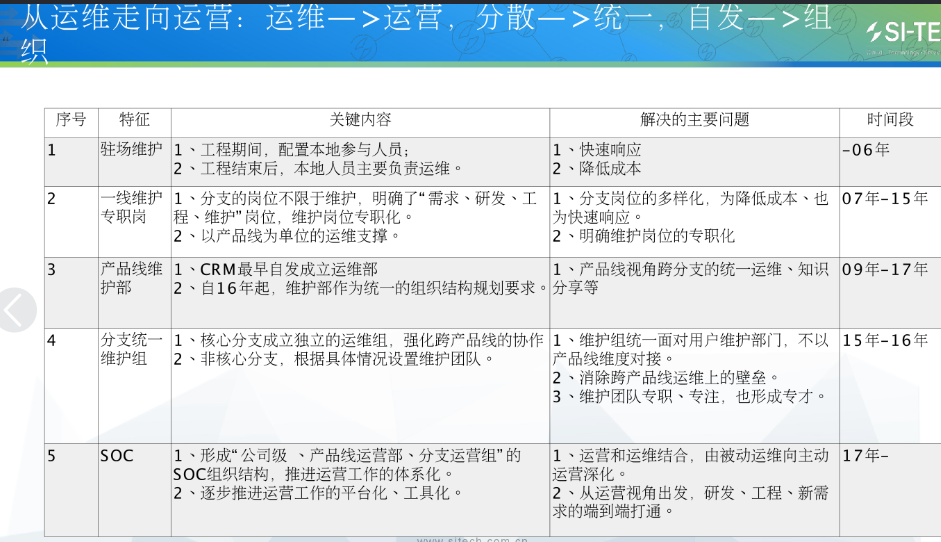 从运维走向运营：运维—>运营，分散—>统一，自发—>组
织
SI-TE
序号 特征 关键内容 解决的主要问题 时间段
1 驻场维护 1、工程期间，配置本地参与人员；
2、工程结束后，本地人员主要负责运维。
1、快速响应
2、降低成本
-06年
2 一线维护
专职岗
1、分支的岗位不限于维护，明确了“需求、研发、工
程、维护”岗位，维护岗位专职化。
2、以产品线为单位的运维支撑。
1、分支岗位的多样化，为降低成本、也
为快速响应。
2、明确维护岗位的专职化
07年-15年
3 产品线维
护部
1、CRM最早自发成立运维部
2、自16年起，维护部作为统一的组织结构规划要求。
1、产品线视角跨分支的统一运维、知识
分享等
09年-17年
4 分支统一
维护组
1、核心分支成立独立的运维组，强化跨产品线的协作
2、非核心分支，根据具体情况设置维护团队。
1、维护组统一面对用户维护部门，不以
产品线维度对接。
2、消除跨产品线运维上的壁垒。
3、维护团队专职、专注，也形成专才。
15年-16年
5 SOC
1、形成“公司级 、产品线运营部、分支运营组”的
SOC组织结构，推进运营工作的体系化。
2、逐步推进运营工作的平台化、工具化。
1、运营和运维结合，由被动运维向主动
运营深化。
2、从运营视角出发，研发、工程、新需
求的端到端打通。
17年-
www.sitech.com.cn